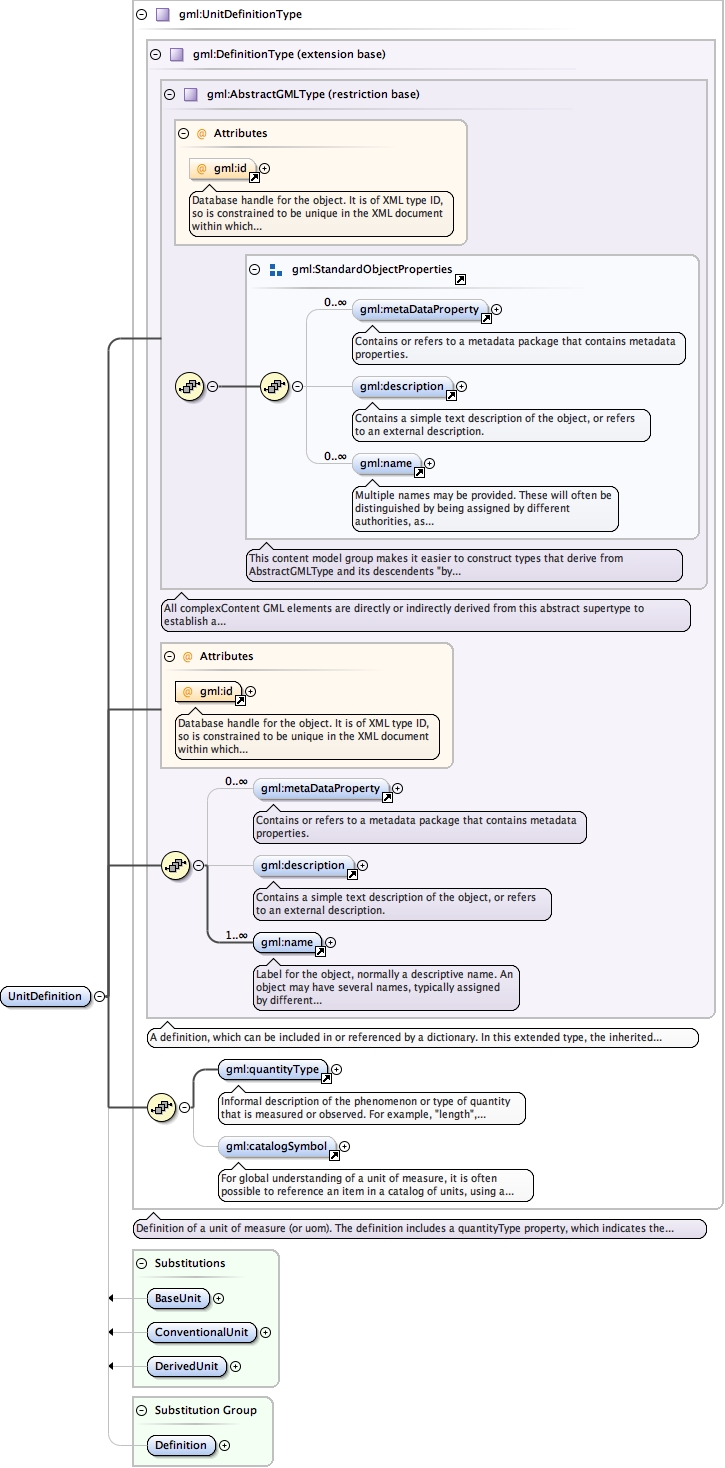 gml:UnitDefinitionType
gml:DefinitionType (extension base)
gml:AbstractGMLType (restriction base)
@ Attributes
@ gml:id
Database handle for the object. It is of XML type ID,
so is constrained to be unique in the XML document
within which...
gml:StandardObjectProperties
0..∞
gml:metaDataProperty
Contains or refers to a metadata package that contains metadata
properties.
gml:description
Contains a simple text description of the object, or refers
to an external description.
0..∞
gml:name
Multiple names may be provided. These will often be
distinguished by being assigned by different
authorities, as...
This content model group makes it easier to construct types that derive from
AbstractGMLType and its descendents "by...
All complexContent GML elements are directly or indirectly derived from this abstract supertype to
establish a...
@ Attributes
@ gml:id
Database handle for the object. It is of XML type ID,
so is constrained to be unique in the XML document
within which...
0..∞
gml:metaDataProperty
Contains or refers to a metadata package that contains metadata
properties.
gml:description
Contains a simple text description of the object, or refers
to an external description.
1..∞
gml:name
Label for the object, normally a descriptive name. An
object may have several names, typically assigned
by different...
UnitDefinition
A definition, which can be included in or referenced by a dictionary. In this extended type, the inherited...
gml:quantityType
Informal description of the phenomenon or type of quantity
that is measured or observed. For example, "length",...
gml:catalogSymbol
For global understanding of a unit of measure, it is often
possible to reference an item in a catalog of units, using a...
Definition of a unit of measure (or uom). The definition includes a quantityType property, which indicates the...
Substitutions
BaseUnit
ConventionalUnit
DerivedUnit
Substitution Group
Definition